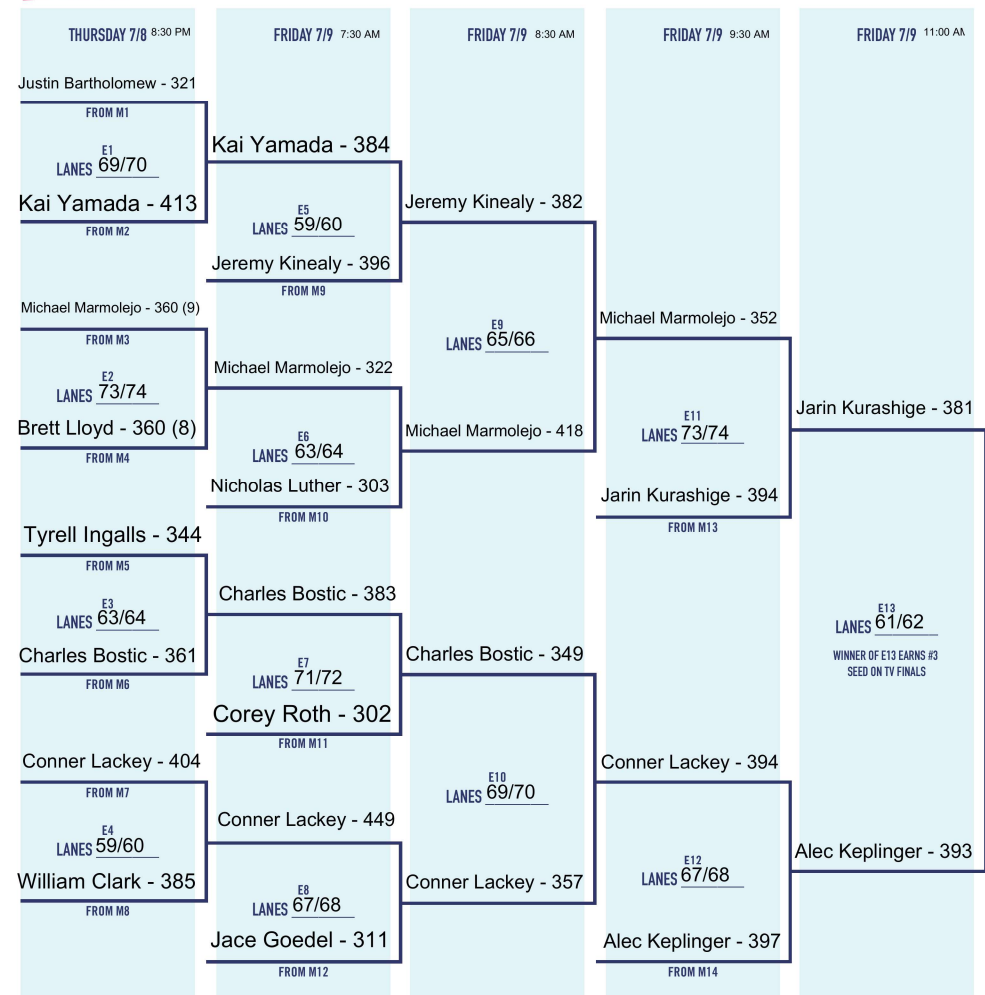 THURSDAY 7/8 8:30 PM
Justin Bartholomew - 321
FROM M1
E1
LANES 69/70
Kai Yamada - 413
FROM M2
Michael Marmolejo - 360 (9)
FROM M3
E2
LANES 73/74
Brett Lloyd - 360 (8)
FROM M4
Tyrell Ingalls - 344
FROM M5
E3
LANES 63/64
Charles Bostic - 361
FROM M6
Conner Lackey - 404
FROM M7
E4
LANES 59/60
William Clark - 385
FROM M8
FRIDAY 7/9 7:30 AM
Kai Yamada - 384
E5
LANES 59/60
Jeremy Kinealy - 396
FROM M9
Michael Marmolejo - 322
E6
LANES 63/64
Nicholas Luther - 303
FROM M10
Charles Bostic - 383
E7
LANES 71/72
Corey Roth - 302
FROM M11
Conner Lackey - 449
E8
LANES 67/68
Jace Goedel - 311
FROM M12
FRIDAY 7/9 8:30 AM
Jeremy Kinealy - 382
E9
LANES 65/66
Michael Marmolejo - 418
Charles Bostic - 349
E10
LANES 69/70
Conner Lackey - 357
FRIDAY 7/9 9:30 AM
Michael Marmolejo - 352
E11
LANES 73/74
Jarin Kurashige - 394
FROM M13
Conner Lackey - 394
E12
LANES 67/68
Alec Keplinger - 397
FROM M14
FRIDAY 7/9 11:00 AM
Jarin Kurashige - 381
E13
LANES 61/62
WINNER OF E13 EARNS #3
SEED ON TV FINALS
Alec Keplinger - 393